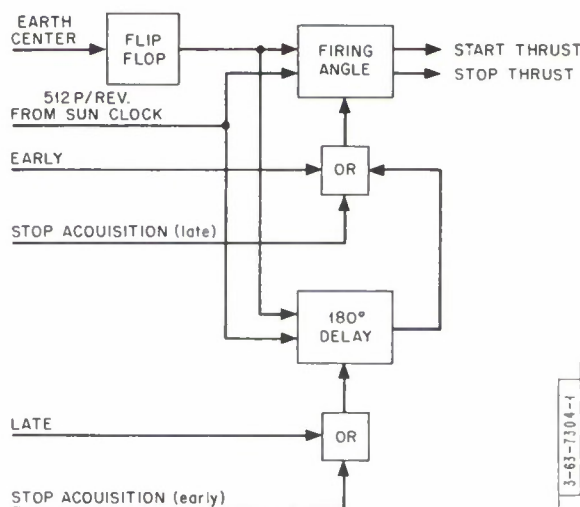 EARTH
CENTER
FLIP
FLOP
FIRING
ANGLE
START THRUST
STOP THRUST
512 P/REV.
FROM SUN CLOCK
EARLY
OR
STOP ACQUISITION (late)
180°
DELAY
LATE
OR
STOP ACQUISITION (early)
3-63-7304-1